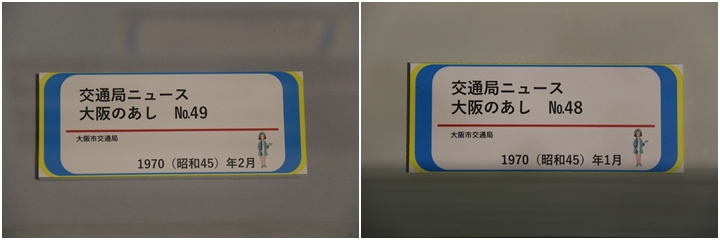 交通局ニュース
大阪のあし　№49
大阪市交通局
1970（昭和45）年2月
交通局ニュース
大阪のあし　№48
大阪市交通局
1970（昭和45）年1月